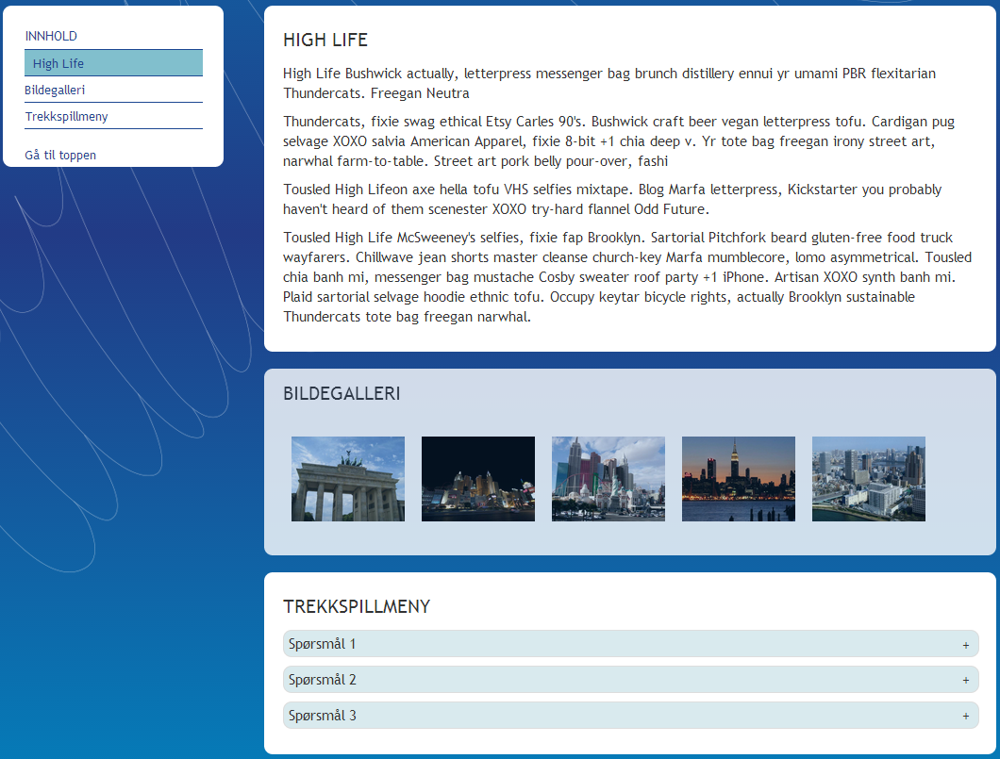 INNHOLD
High Life
Bildegalleri
Trekkspillmeny
Gå til toppen
HIGH LIFE
High Life Bushwick actually, letterpress messenger bag brunch distillery ennui yr umami PBR flexitarian
Thundercats. Freegan Neutra
Thundercats, fixie swag ethical Etsy Carles 90's. Bushwick craft beer vegan letterpress tofu. Cardigan pug
selvage XOXO salvia American Apparel, fixie 8-bit +1 chia deep v. Yr tote bag freegan irony street art,
narwhal farm-to-table. Street art pork belly pour-over, fashi
Tousled High Lifeon axe hella tofu VHS selfies mixtape. Blog Marfa letterpress, Kickstarter you probably
haven't heard of them scenester XOXO try-hard flannel Odd Future.
Tousled High Life McSweeney's selfies, fixie fap Brooklyn. Sartorial Pitchfork beard gluten-free food truck
wayfarers. Chillwave jean shorts master cleanse church-key Marfa mumblecore, lomo asymmetrical. Tousled
chia banh mi, messenger bag mustache Cosby sweater roof party +1 iPhone. Artisan XOXO synth banh mi.
Plaid sartorial selvage hoodie ethnic tofu. Occupy keytar bicycle rights, actually Brooklyn sustainable
Thundercats tote bag freegan narwhal.
BILDEGALLERI
TREKKSPILLMENY
Spørsmål 1 +
Spørsmål 2 +
Spørsmål 3 +